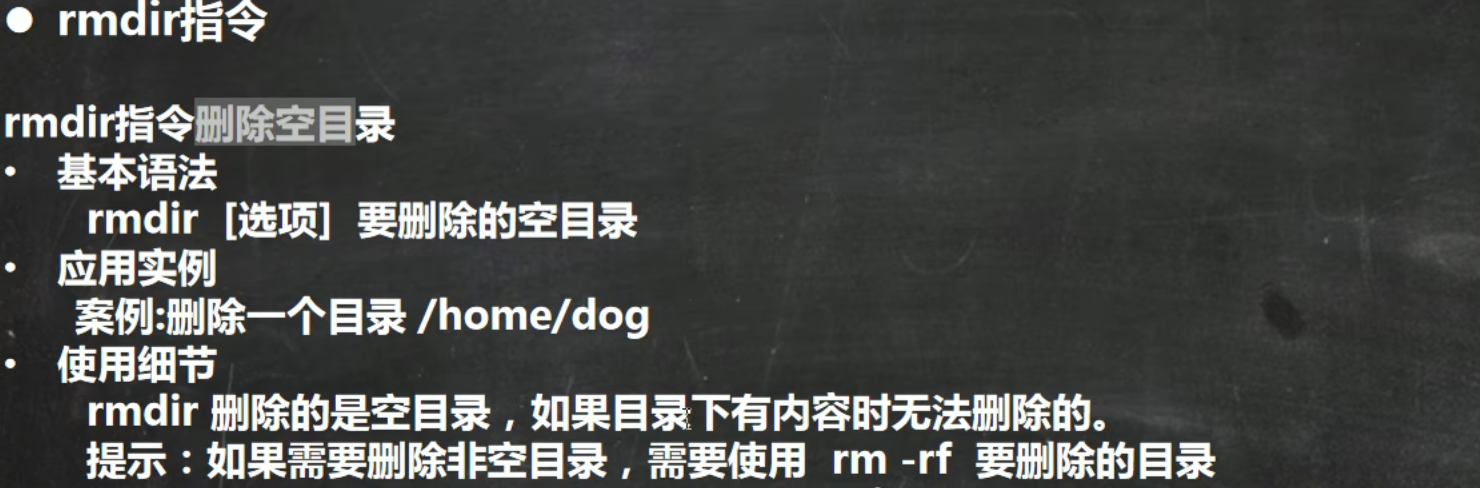 ● rmdir指令
rmdir指令删除空目录
• 基本语法
rmdir [选项] 要删除的空目录
• 应用实例
案例:删除一个目录 /home/dog
• 使用细节
rmdir 删除的是空目录，如果目录下有内容时无法删除的。
提示：如果需要删除非空目录，需要使用 rm -rf 要删除的目录